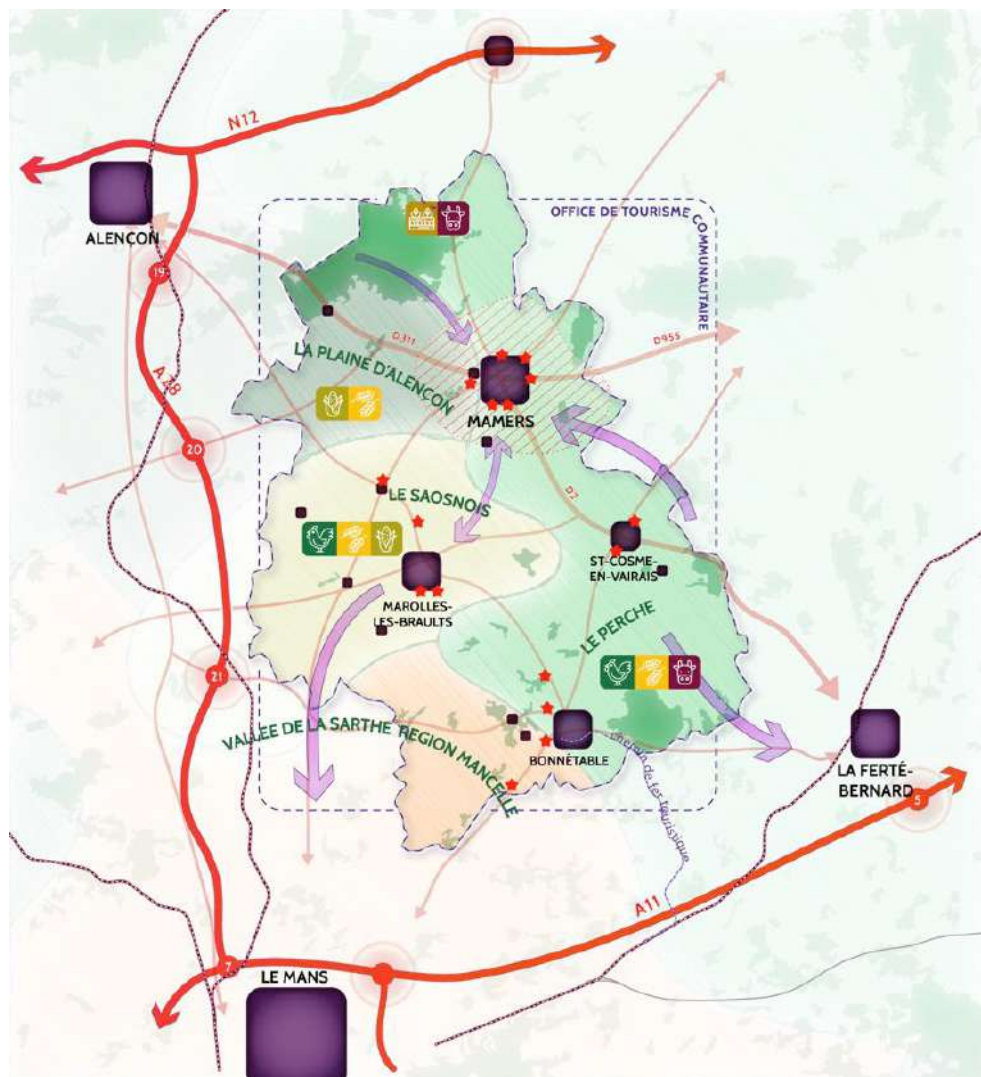 N12
ALENÇON
OFFICE DE TOURISME COMMUNAUTAIRE
19
A 28
D311
D955
LA PLAINE D'ALENÇON
MAMERS
20
LE SAOSNOIS
D2
ST-COSME-
EN-VAIRAIS
MAROLLES-
LES-BRAULTS
LE PERCHE
21
VALLÉE DE LA SARTHE RÉGION MANCELLE
BONNÉTABLE
chemin de fer touristique
LA FERTÉ-
BERNARD
5
A11
7
LE MANS